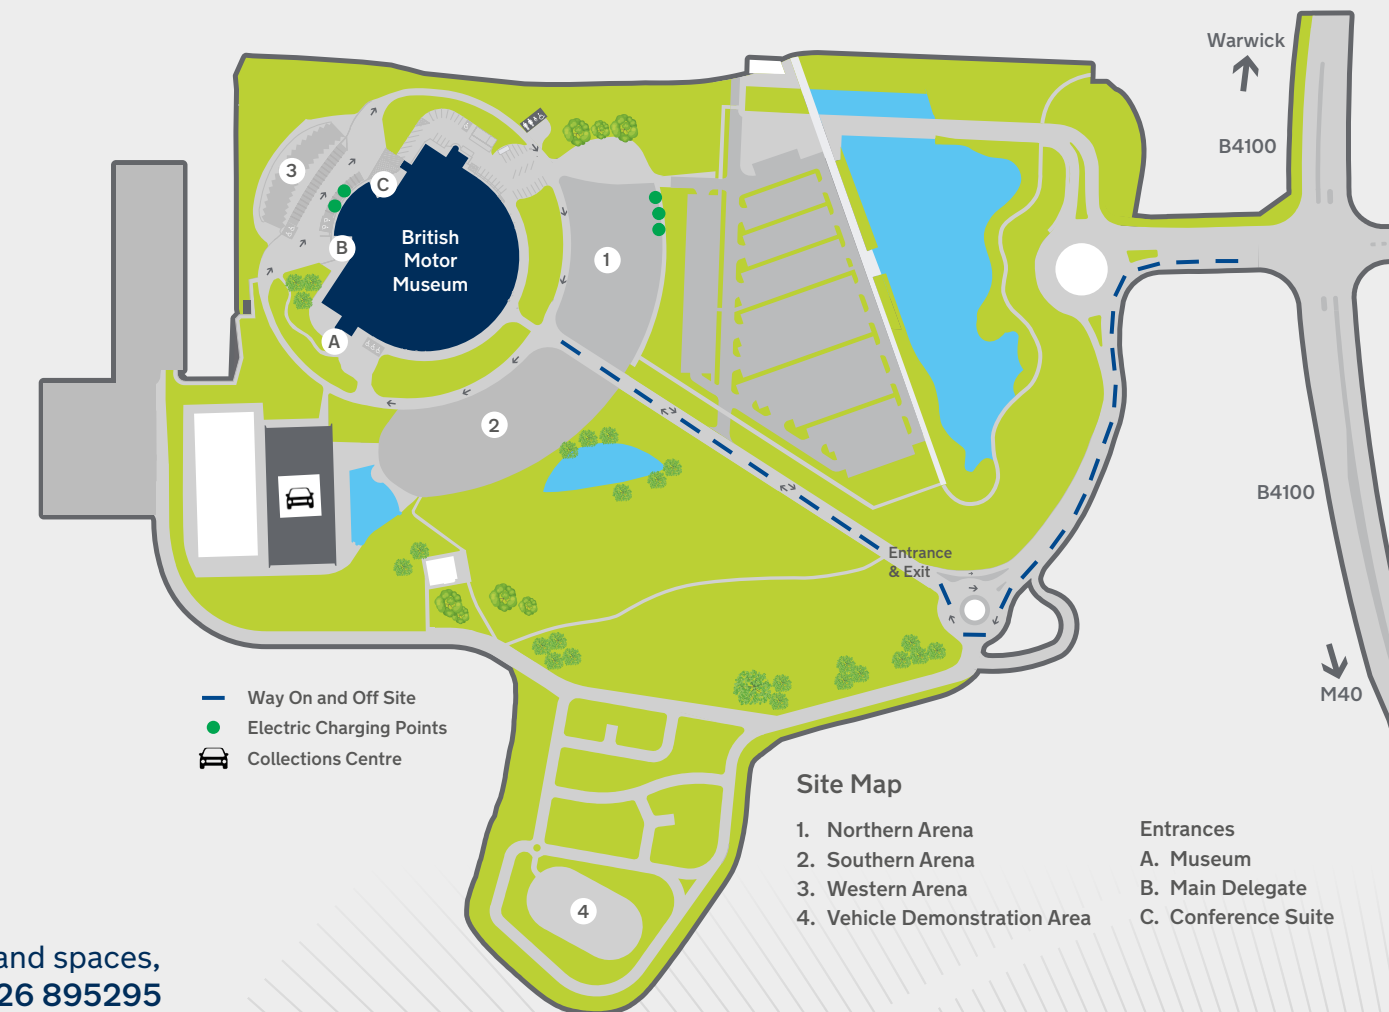 Warwick
B4100
3
C
B
British
Motor
Museum
1
A
2
B4100
Entrance
& Exit
M40
Way On and Off Site
Electric Charging Points
Collections Centre
4
Site Map
1. Northern Arena
2. Southern Arena
3. Western Arena
4. Vehicle Demonstration Area
Entrances
A. Museum
B. Main Delegate
C. Conference Suite
and spaces,
26 895295